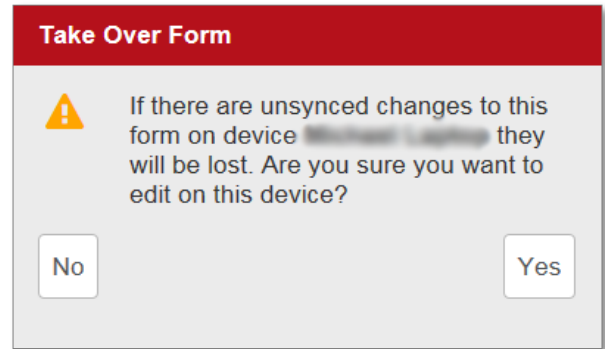 Take Over Form
If there are unsynced changes to this
form on device they
will be lost. Are you sure you want to
edit on this device?
No
Yes